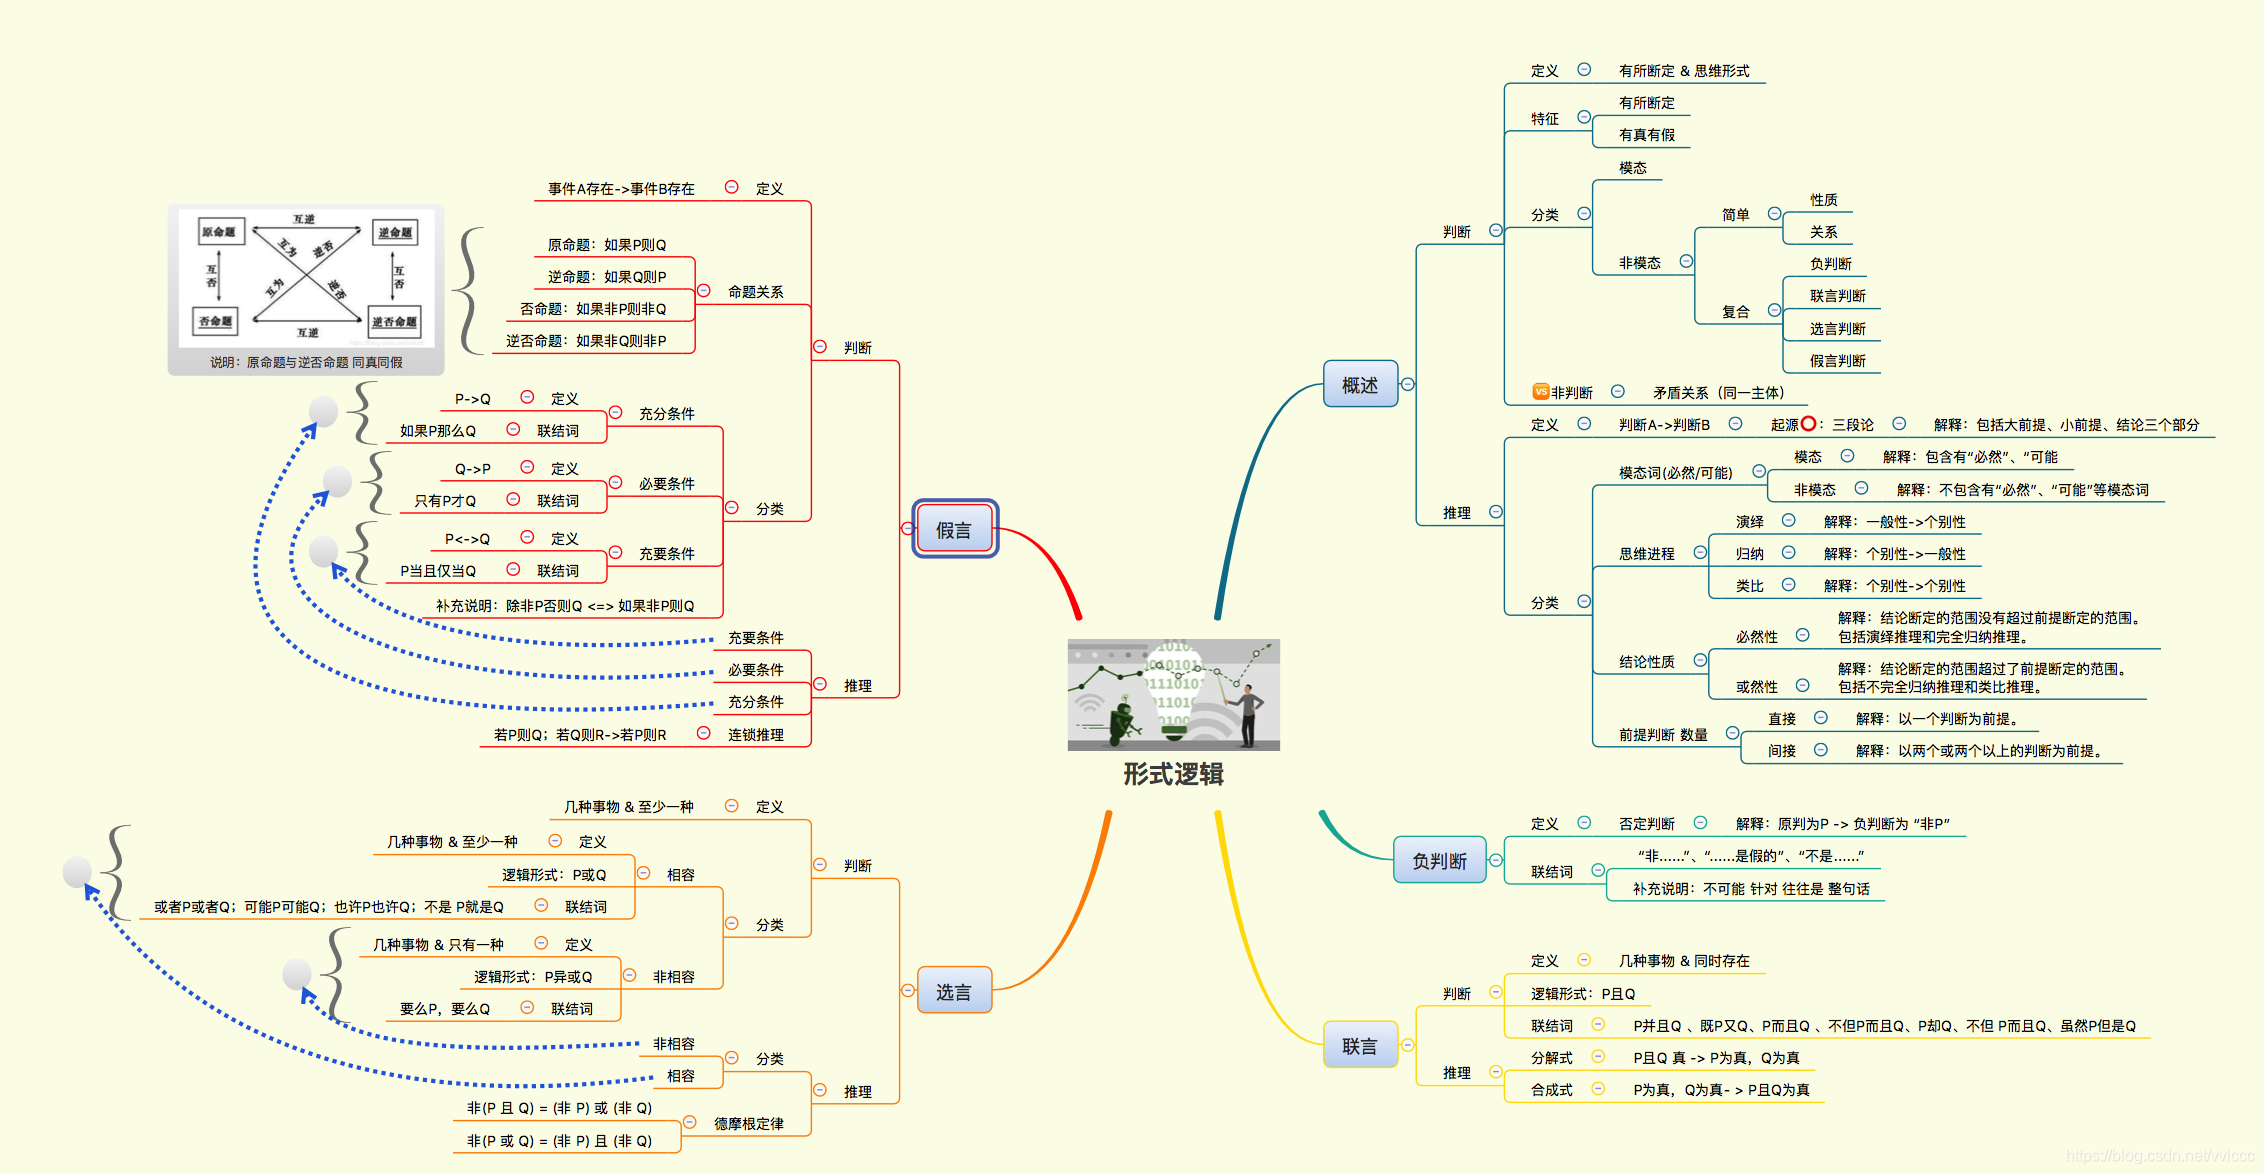 形式逻辑
概述
判断
定义
有所断定 & 思维形式
特征
有所断定
有真有假
分类
模态
非模态
简单
性质
关系
复合
负判断
联言判断
选言判断
假言判断
VS 非判断
矛盾关系（同一主体）
推理
定义
判断A->判断B
起源⭕：三段论
解释：包括大前提、小前提、结论三个部分
分类
模态词(必然/可能)
模态
解释：包含有“必然”、“可能
非模态
解释：不包含有“必然”、“可能”等模态词
思维进程
演绎
解释：一般性->个别性
归纳
解释：个别性->一般性
类比
解释：个别性->个别性
结论性质
必然性
解释：结论断定的范围没有超过前提断定的范围。
包括演绎推理和完全归纳推理。
或然性
解释：结论断定的范围超过了前提断定的范围。
包括不完全归纳推理和类比推理。
前提判断 数量
直接
解释：以一个判断为前提。
间接
解释：以两个或两个以上的判断为前提。
负判断
定义
否定判断
解释：原判为P -> 负判断为 “非P”
联结词
“非......”、“......是假的”、“不是......”
补充说明：不可能 针对 往往是 整句话
联言
判断
定义
几种事物 & 同时存在
逻辑形式：P且Q
联结词
P并且Q 、既P又Q、P而且Q 、不但P而且Q、P却Q、不但 P而且Q、虽然P但是Q
推理
分解式
P且Q 真 -> P为真，Q为真
合成式
P为真，Q为真- > P且Q为真
假言
判断
定义
事件A存在->事件B存在
命题关系
原命题：如果P则Q
逆命题：如果Q则P
否命题：如果非P则非Q
逆否命题：如果非Q则非P
原命题
互逆
逆命题
互为
逆否
互否
互否
互为
逆否
否命题
互逆
逆否命题
说明：原命题与逆否命题 同真同假
分类
充分条件
定义
P->Q
联结词
如果P那么Q
必要条件
定义
Q->P
联结词
只有P才Q
充要条件
定义
P<->Q
联结词
P当且仅当Q
补充说明：除非P否则Q <=> 如果非P则Q
推理
充要条件
必要条件
充分条件
连锁推理
若P则Q；若Q则R->若P则R
选言
判断
定义
几种事物 & 至少一种
分类
相容
定义
几种事物 & 至少一种
逻辑形式：P或Q
联结词
或者P或者Q；可能P可能Q；也许P也许Q；不是 P就是Q
非相容
定义
几种事物 & 只有一种
逻辑形式：P异或Q
联结词
要么P，要么Q
推理
分类
非相容
相容
德摩根定律
非(P 且 Q) = (非 P) 或 (非 Q)
非(P 或 Q) = (非 P) 且 (非 Q)
https://blog.csdn.net/vviccc